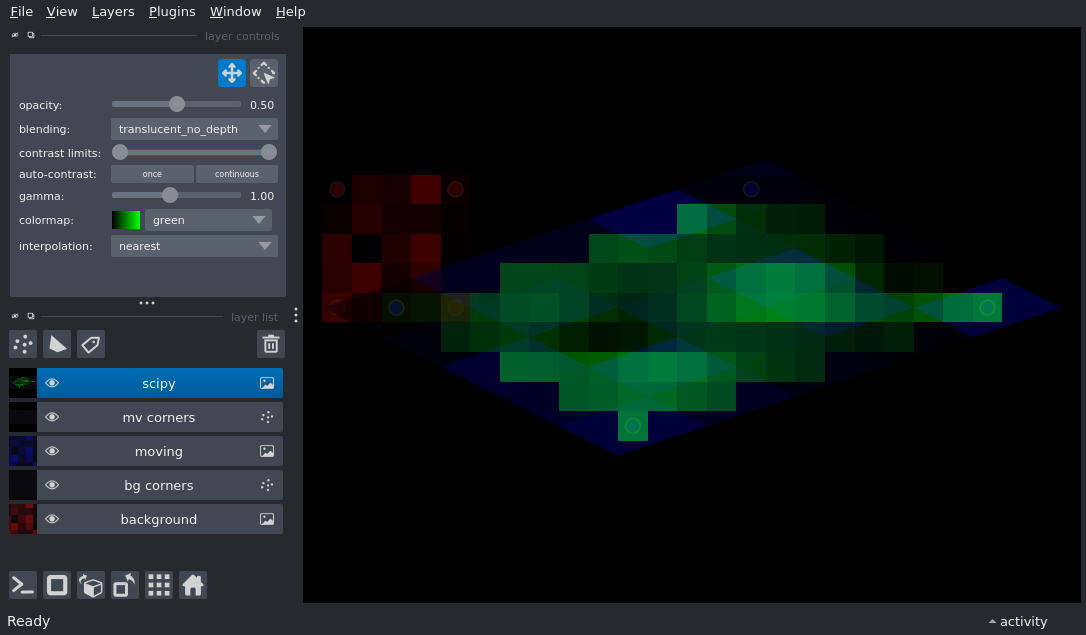 File View Layers Plugins Window Help
layer controls
opacity: 0.50
blending: translucent_no_depth
contrast limits:
auto-contrast: once continuous
gamma: 1.00
colormap: green
interpolation: nearest
layer list
scipy
mv corners
moving
bg corners
background
Ready
activity